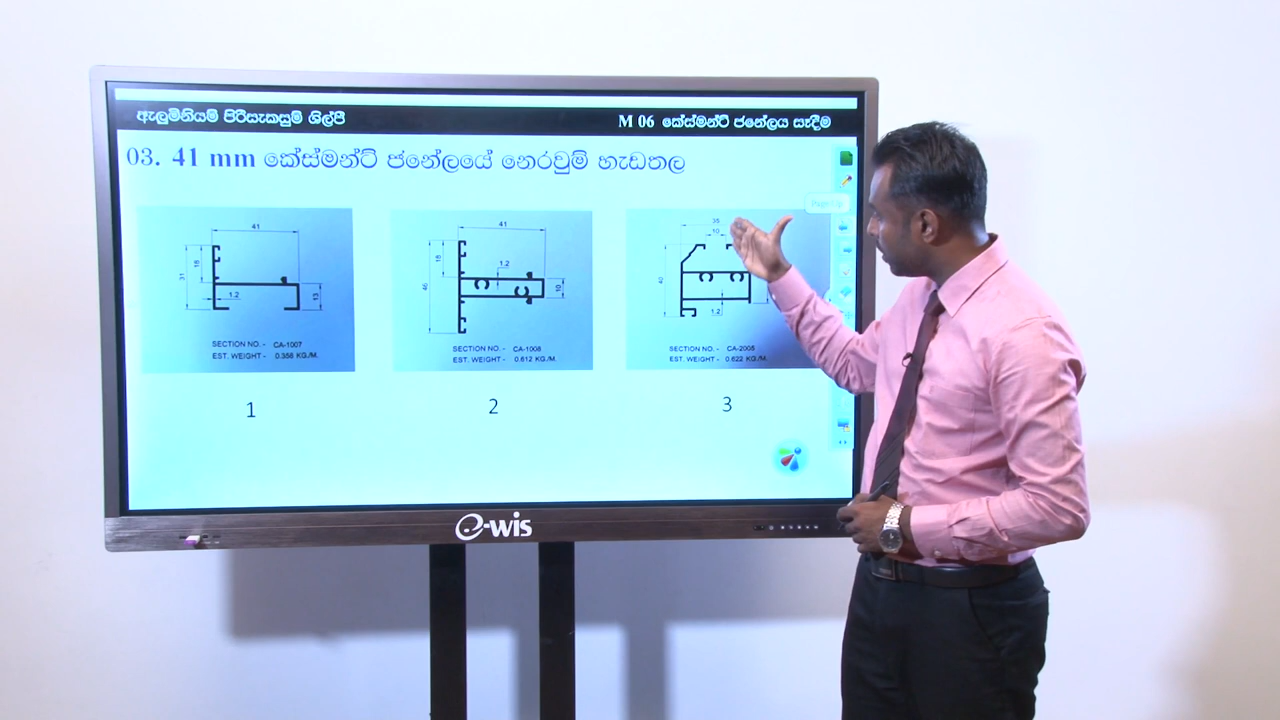 ඇලුමිනියම් පිරිසැකසුම් ශිල්පී
M 06 කේස්මන්ට් ජනේලය සෑදීම
03. 41 mm කේස්මන්ට් ජනේලයේ නෙරවුම් හැඩතල
41
31
18
1.2
13
SECTION NO. - CA-1007
EST. WEIGHT - 0.358 KG./M.
1
41
46
18
1.2
10
SECTION NO. - CA-1008
EST. WEIGHT - 0.612 KG./M.
2
35
10
40
1.2
SECTION NO. - CA-2005
EST. WEIGHT - 0.622 KG./M.
3
e-wis